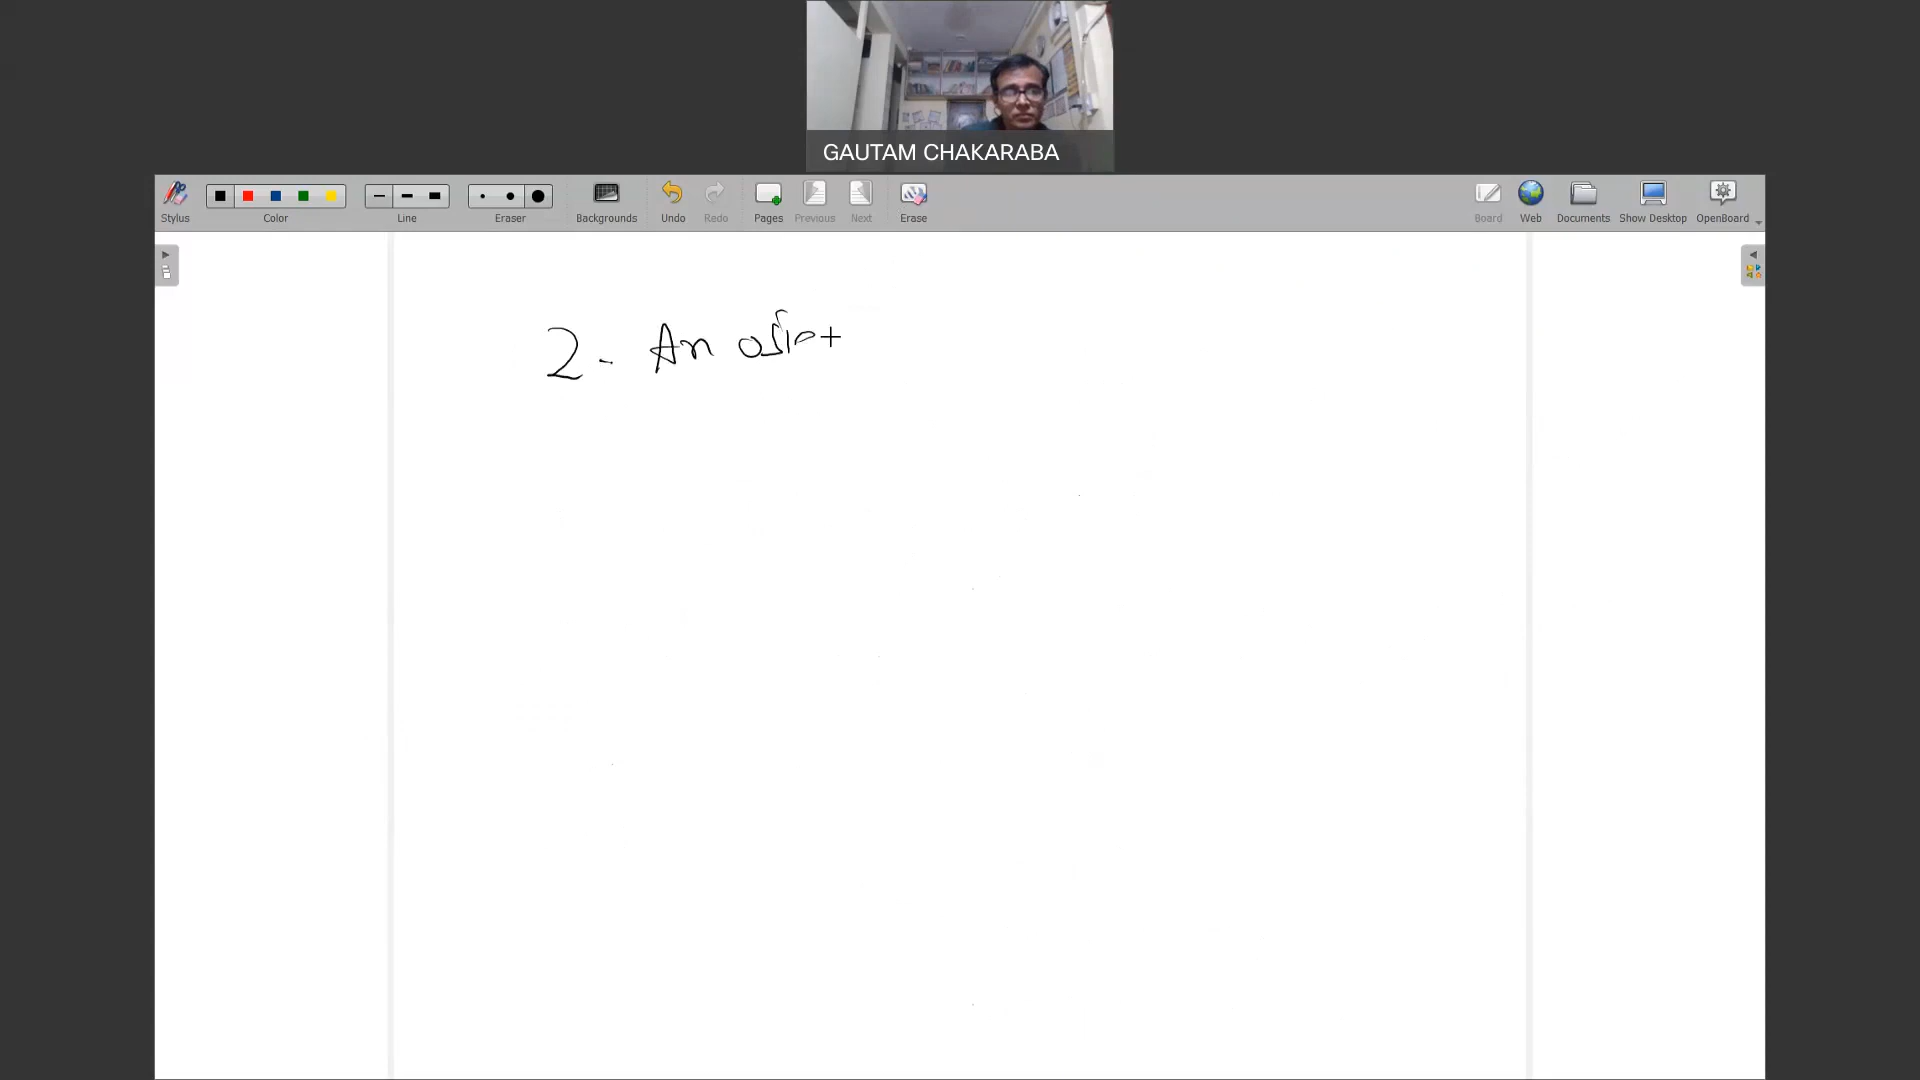 GAUTAM CHAKARABA
Stylus Color Line Eraser Backgrounds Undo Redo Pages Previous Next Erase Board Web Documents Show Desktop OpenBoard
2. An